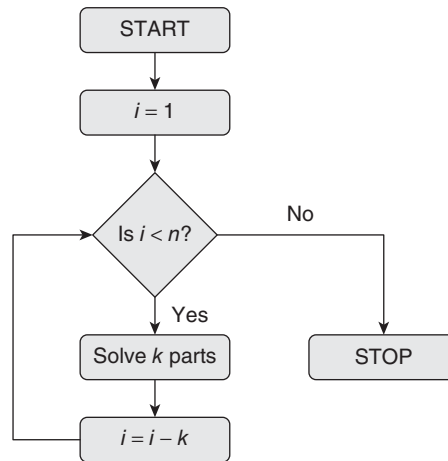 START
i = 1
Is i < n?
No
Yes
Solve k parts
STOP
i = i – k